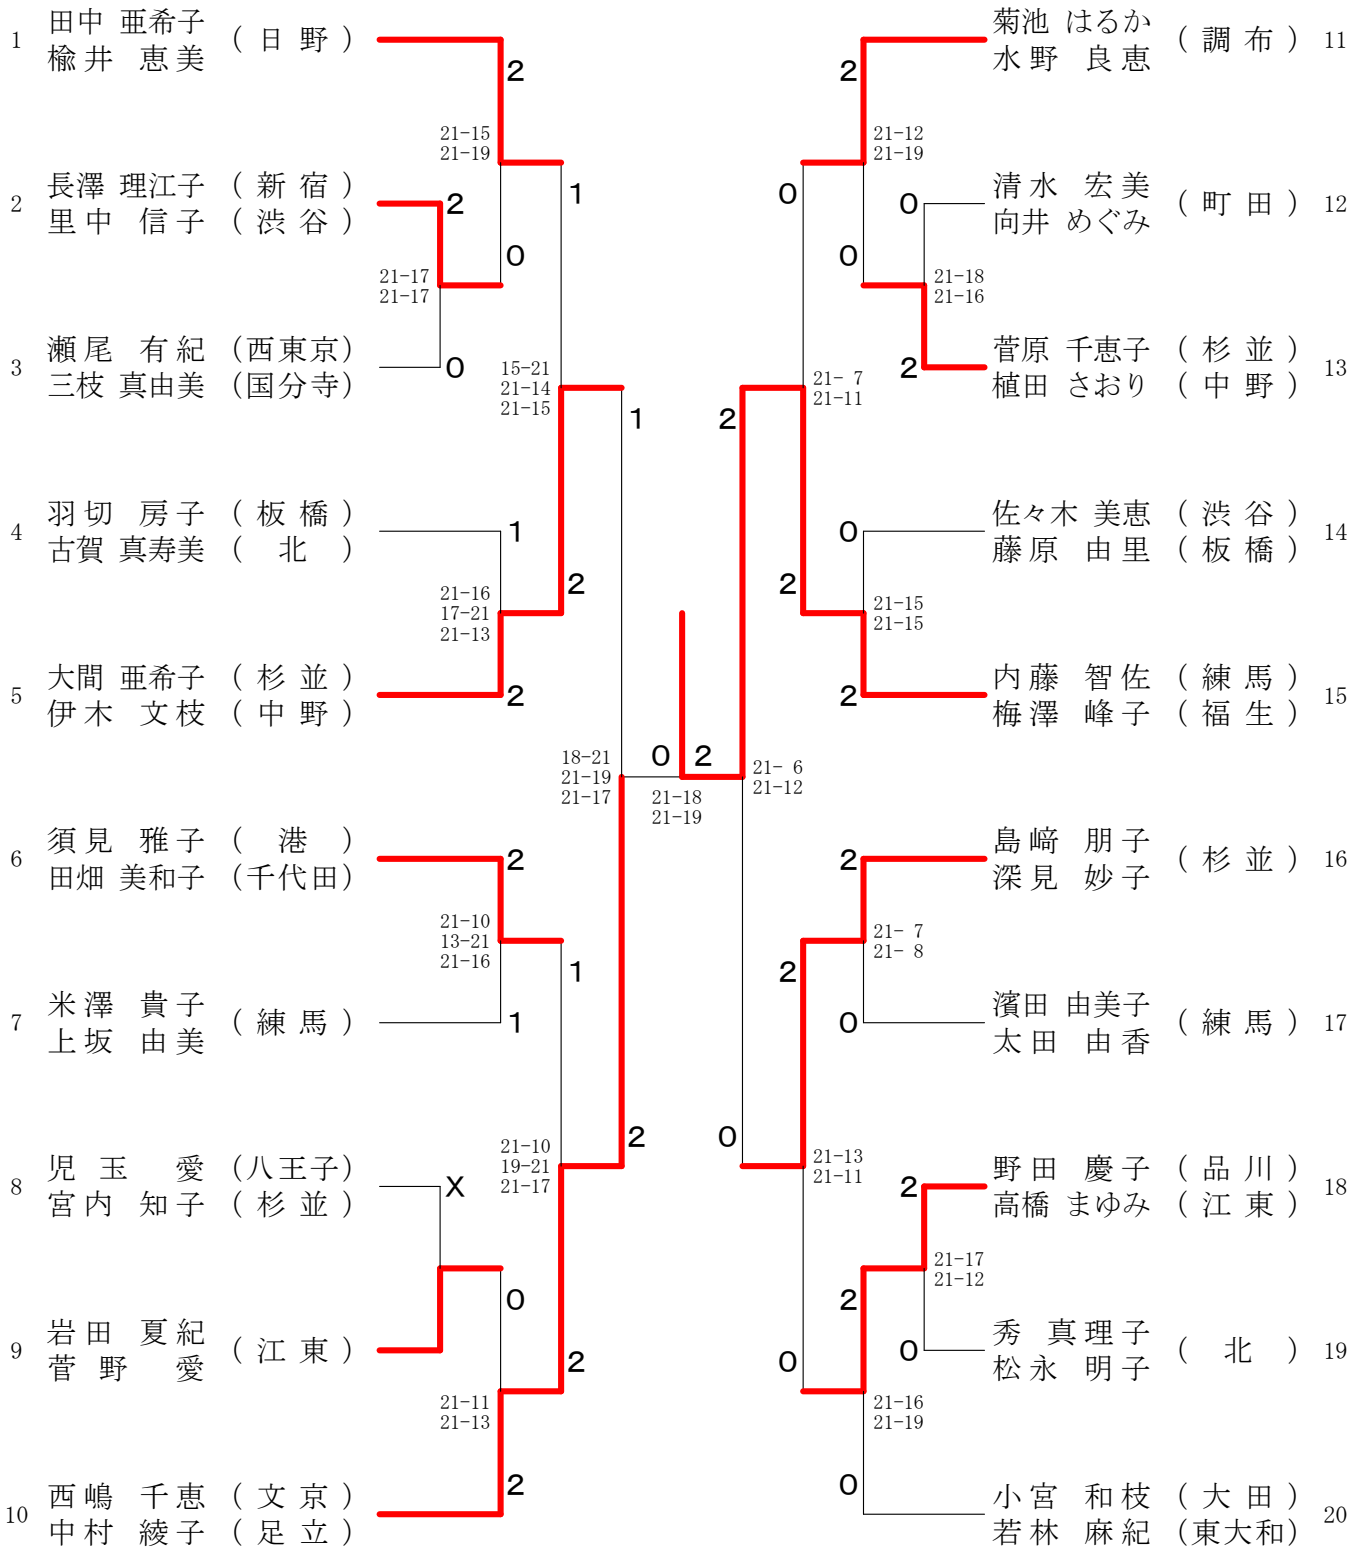 1 田中 亜希子 楡井 恵美 (日野)
2 長澤 理江子 (新宿)
里中 信子 (渋谷)
3 瀬尾 有紀 (西東京)
三枝 真由美 (国分寺)
4 羽切 房子 (板橋)
古賀 真寿美 (北)
5 大間 亜希子 (杉並)
伊木 文枝 (中野)
6 須見 雅子 (港)
田畑 美和子 (千代田)
7 米澤 貴子 上坂 由美 (練馬)
8 児玉 愛 (八王子)
宮内 知子 (杉並)
9 岩田 夏紀 菅野 愛 (江東)
10 西嶋 千恵 (文京)
中村 綾子 (足立)
2
21-15
21-19
2
1
0
21-17
21-17
0
15-21
21-14
21-15
1
1
2
21-16
17-21
21-13
2
18-21
21-19
21-17
0 2
21-18
21-19
2
21-10
13-21
21-16
1
1
2
21-10
19-21
21-17
X
0
2
21-11
21-13
2
2
21-12
21-19
0
0
0
21-18
21-16
2
21- 7
21-11
2
0
2
21-15
21-15
2
21- 6
21-12
2
21- 7
21- 8
2
0
0
21-13
21-11
2
21-17
21-12
2
0
0
21-16
21-19
0
菊池 はるか 水野 良恵 (調布) 11
清水 宏美 向井 めぐみ (町田) 12
菅原 千恵子 (杉並) 13
植田 さおり (中野)
佐々木 美恵 (渋谷) 14
藤原 由里 (板橋)
内藤 智佐 (練馬) 15
梅澤 峰子 (福生)
島﨑 朋子 深見 妙子 (杉並) 16
濱田 由美子 太田 由香 (練馬) 17
野田 慶子 (品川) 18
高橋 まゆみ (江東)
秀 真理子 松永 明子 (北) 19
小宮 和枝 (大田) 20
若林 麻紀 (東大和)